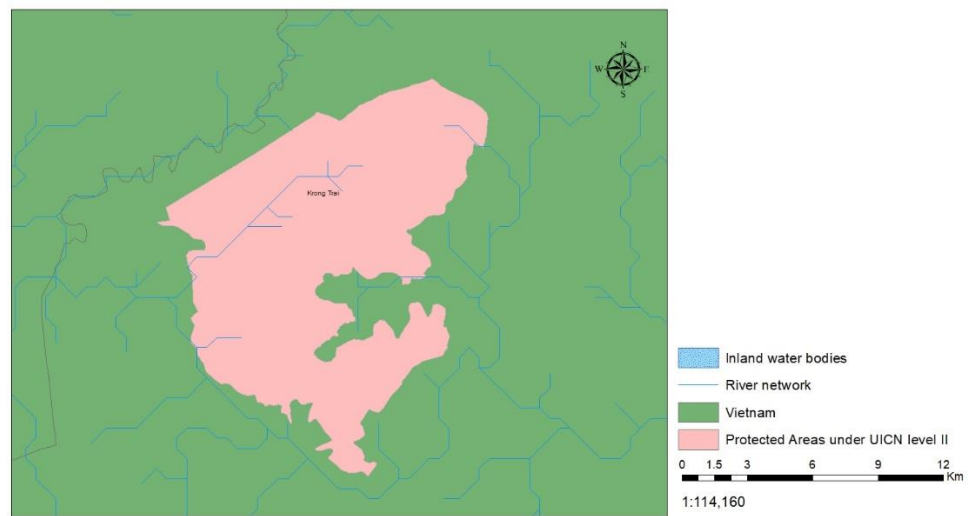 N
W E
S
Krong Trai
Inland water bodies
River network
Vietnam
Protected Areas under UICN level II
0 1.5 3 6 9 12
Km
1:114,160